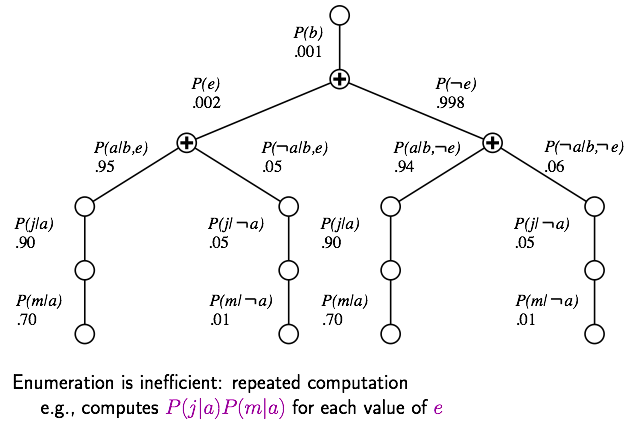 P(b)
.001
P(e)
.002
P(¬e)
.998
P(a|b,e)
.95
P(¬a|b,e)
.05
P(a|b,¬e)
.94
P(¬a|b,¬e)
.06
P(j|a)
.90
P(j|¬a)
.05
P(j|a)
.90
P(j|¬a)
.05
P(m|a)
.70
P(m|¬a)
.01
P(m|a)
.70
P(m|¬a)
.01
Enumeration is inefficient: repeated computation
e.g., computes P(j|a)P(m|a) for each value of e